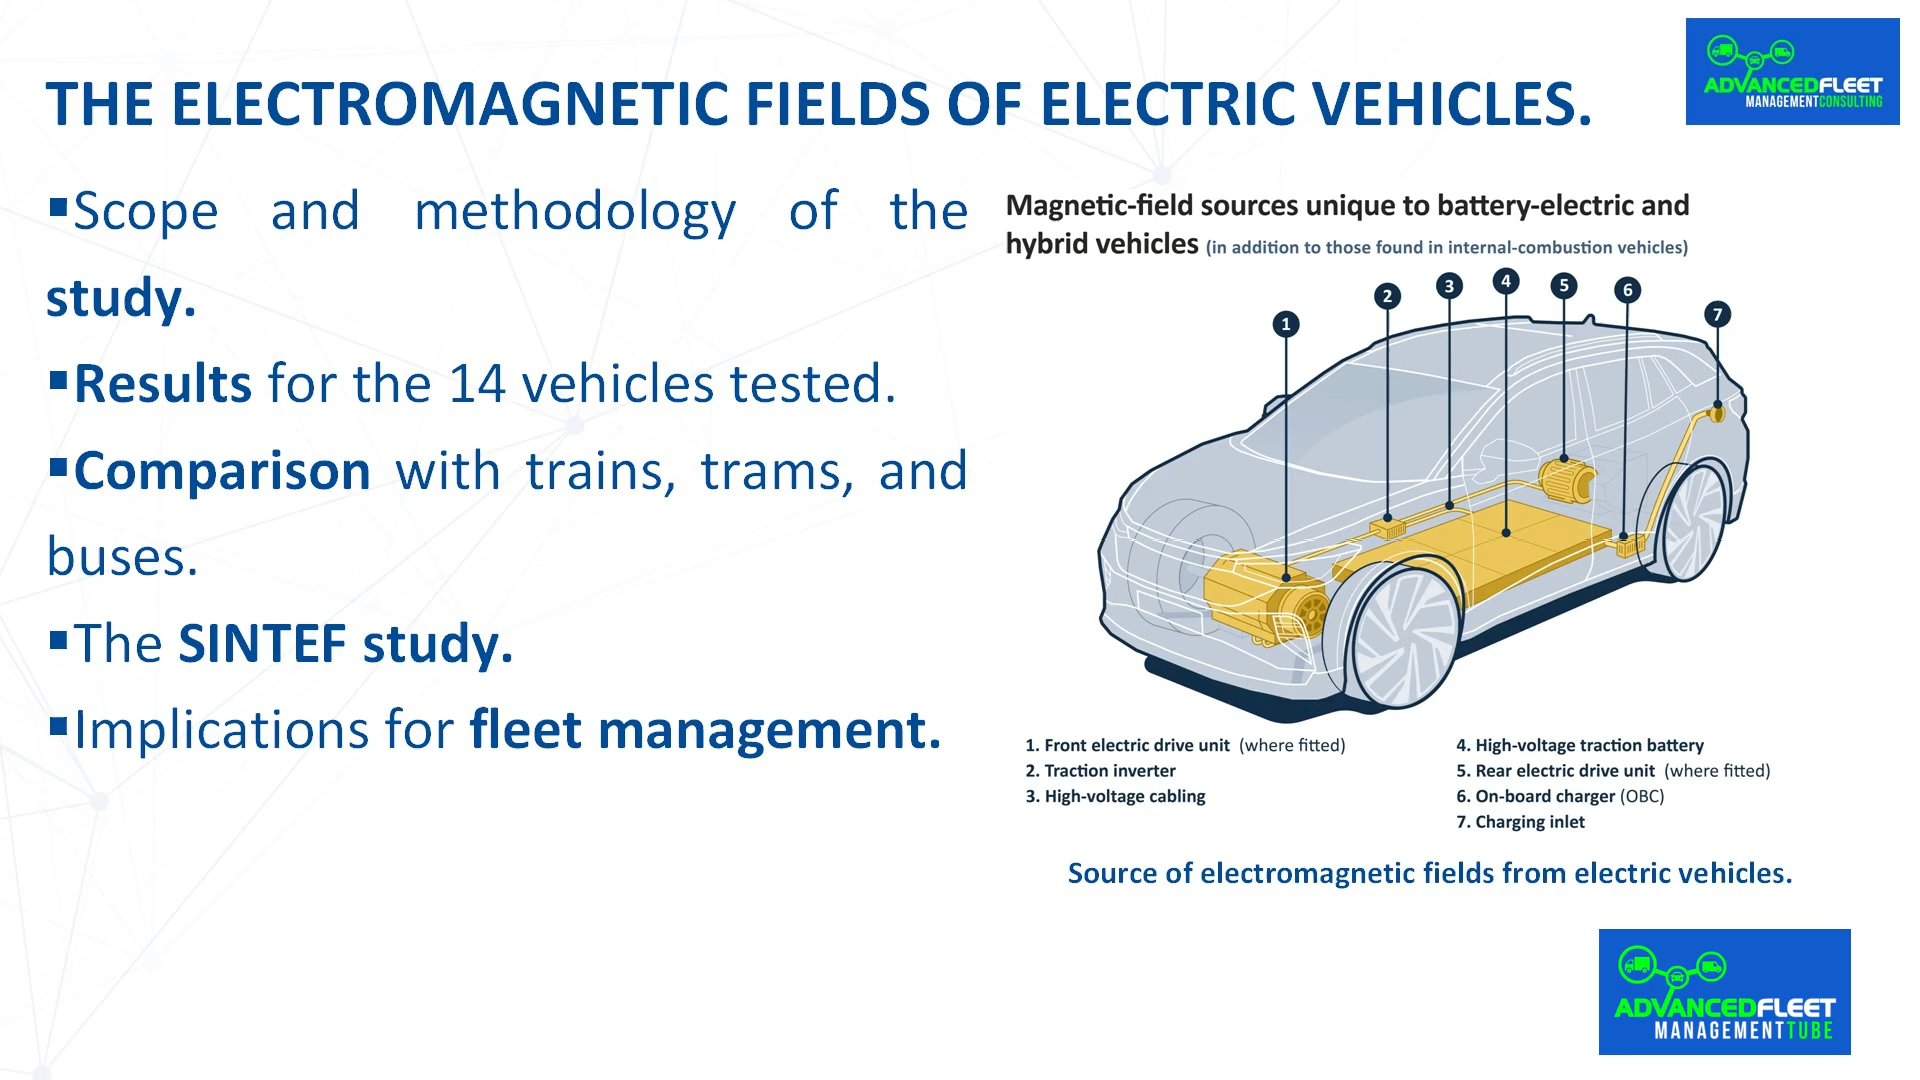 THE ELECTROMAGNETIC FIELDS OF ELECTRIC VEHICLES.
ADVANCEDFLEET
MANAGEMENTCONSULTING
▪Scope and methodology of the
study.
▪Results for the 14 vehicles tested.
▪Comparison with trains, trams, and
buses.
▪The SINTEF study.
▪Implications for fleet management.
Magnetic-field sources unique to battery-electric and
hybrid vehicles (in addition to those found in internal-combustion vehicles)
1
2
3
4
5
6
7
1. Front electric drive unit (where fitted)
2. Traction inverter
3. High-voltage cabling
4. High-voltage traction battery
5. Rear electric drive unit (where fitted)
6. On-board charger (OBC)
7. Charging inlet
Source of electromagnetic fields from electric vehicles.
ADVANCEDFLEET
MANAGEMENTTUBE